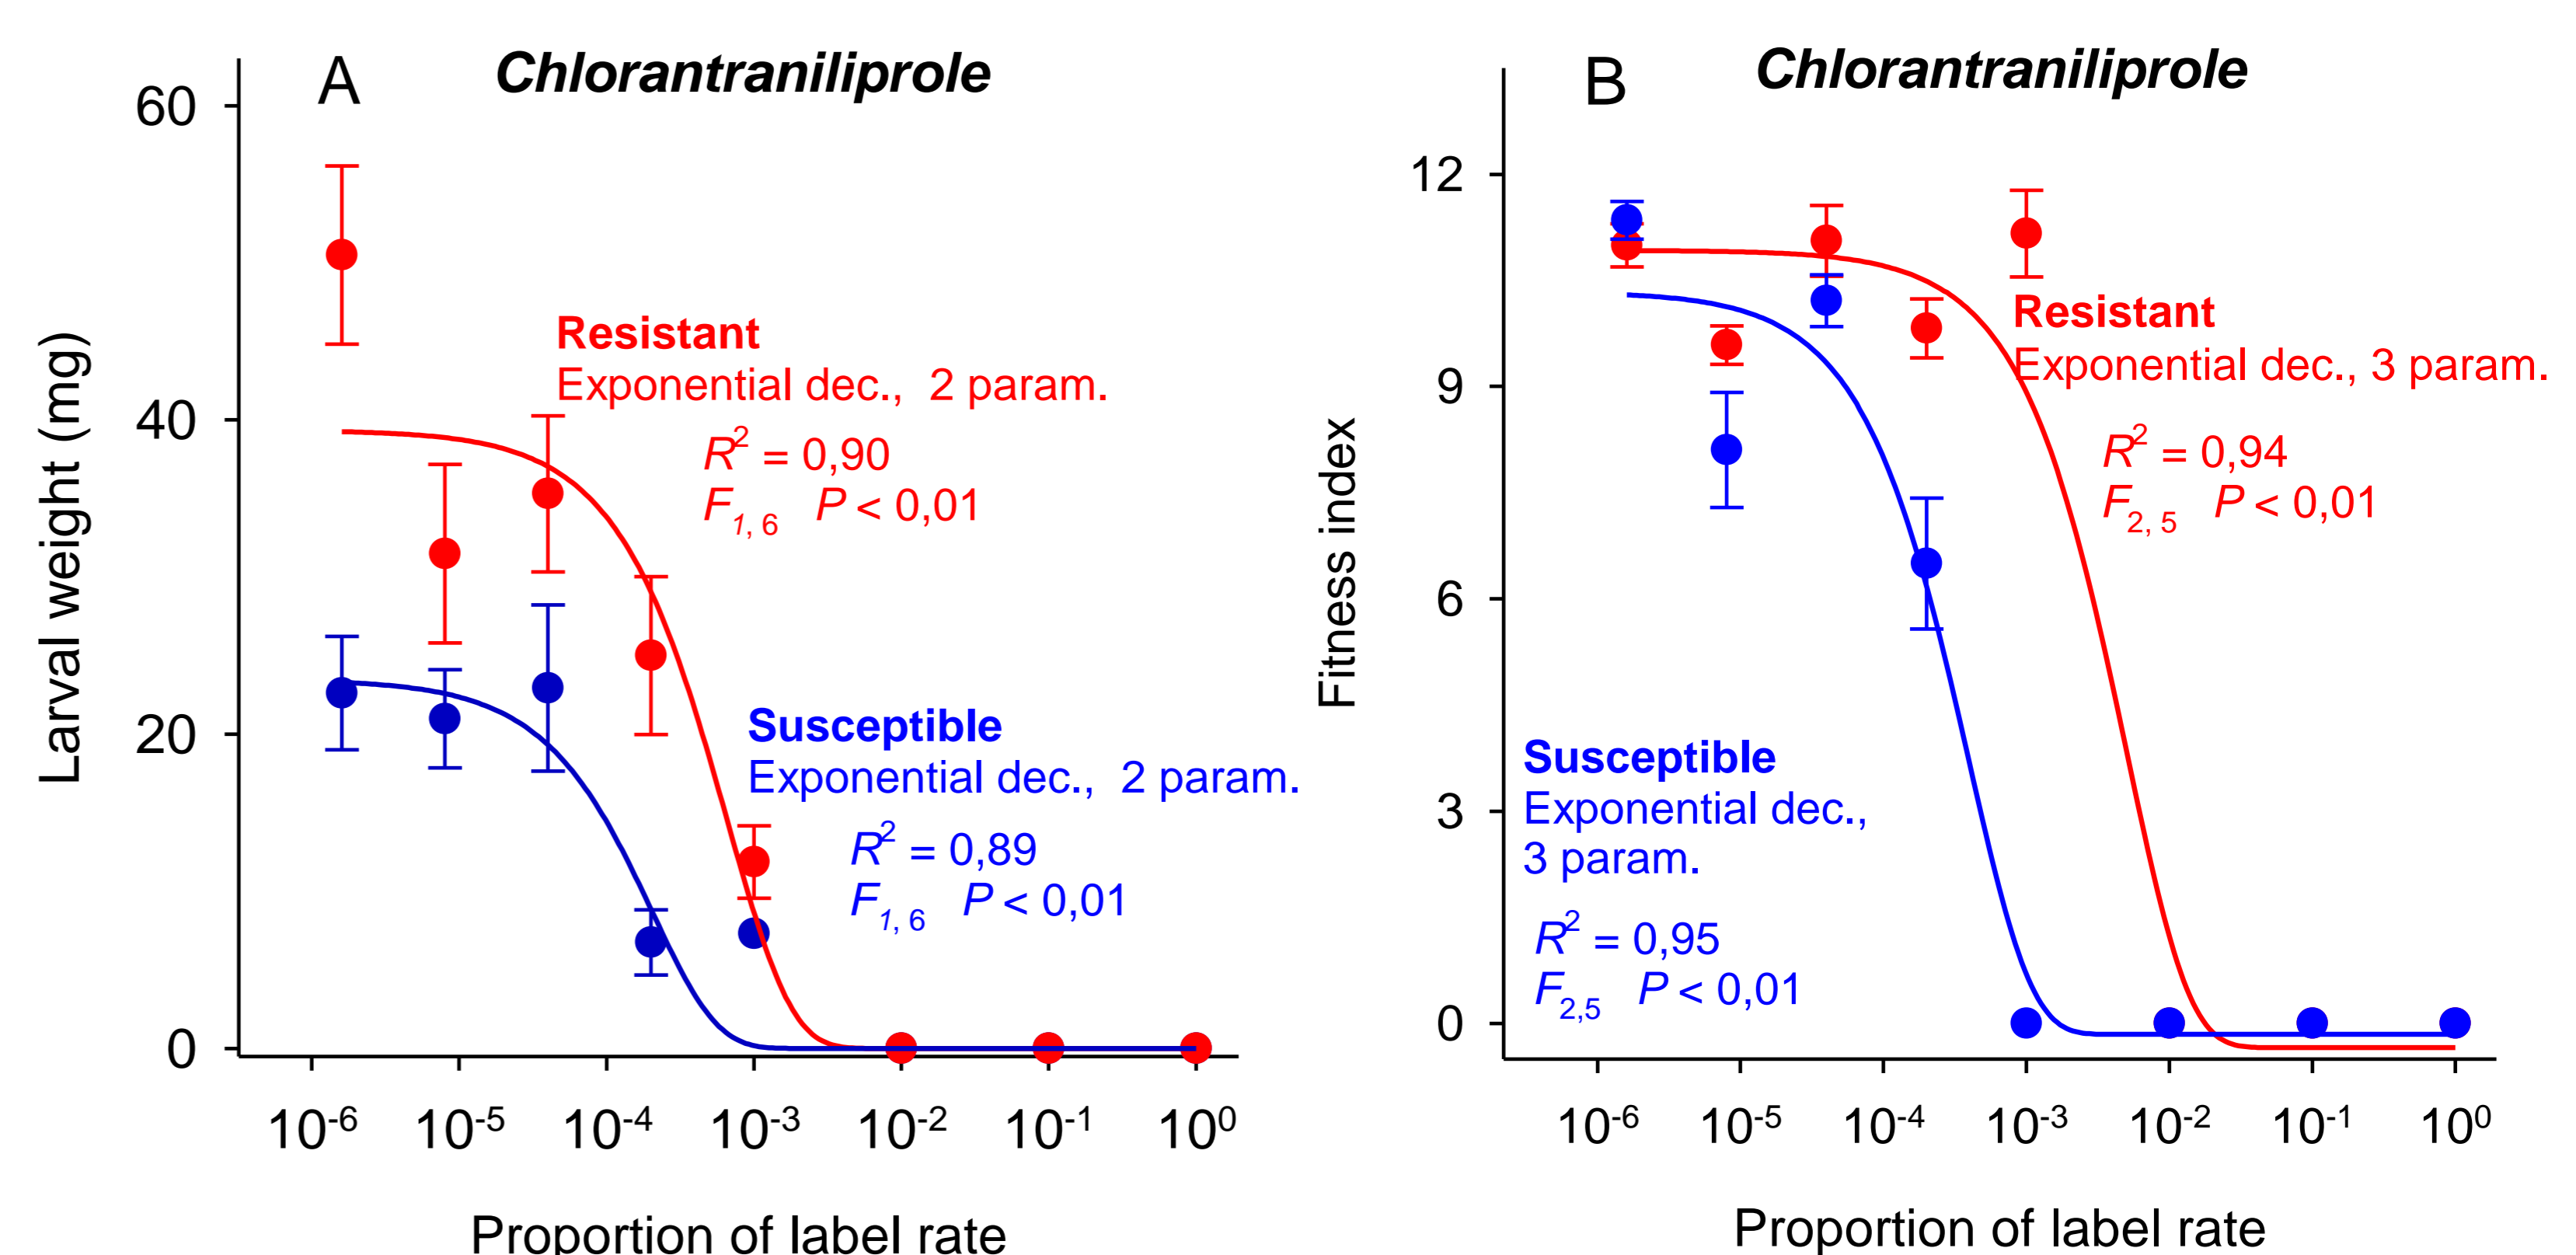 A
Chlorantraniliprole
60
40
20
0
Larval weight (mg)
Resistant
Exponential dec.,  2 param.
R² = 0,90
F₁, ₆   P < 0,01
Susceptible
Exponential dec.,  2 param.
R² = 0,89
F₁, ₆   P < 0,01
10⁻⁶ 10⁻⁵ 10⁻⁴ 10⁻³ 10⁻² 10⁻¹ 10⁰
Proportion of label rate
B
Chlorantraniliprole
12
9
6
3
0
Fitness index
Resistant
Exponential dec., 3 param.
R² = 0,94
F₂, ₅   P < 0,01
Susceptible
Exponential dec.,
3 param.
R² = 0,95
F₂,₅   P < 0,01
10⁻⁶ 10⁻⁵ 10⁻⁴ 10⁻³ 10⁻² 10⁻¹ 10⁰
Proportion of label rate